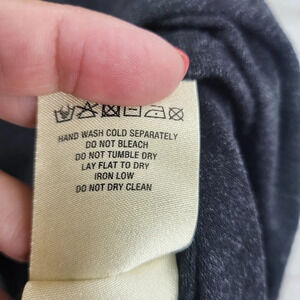 HAND WASH COLD SEPARATELY
DO NOT BLEACH
DO NOT TUMBLE DRY
LAY FLAT TO DRY
IRON LOW
DO NOT DRY CLEAN